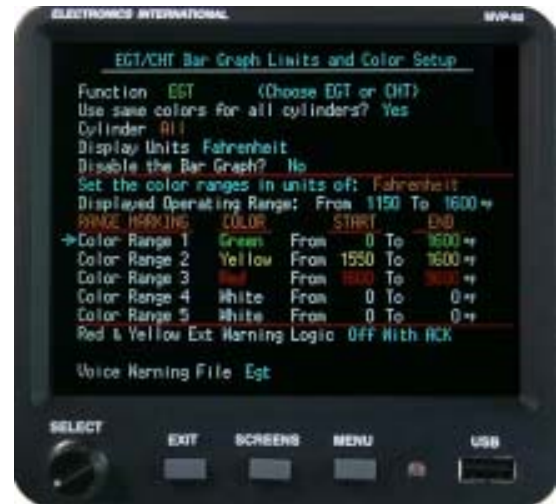 ELECTRONICS INTERNATIONAL MVP-50
EGT/CHT Bar Graph Limits and Color Setup
Function EGT (Choose EGT or CHT)
Use same colors for all cylinders? Yes
Cylinder All
Display Units Fahrenheit
Disable the Bar Graph? No
Set the color ranges in units of: Fahrenheit
Displayed Operating Range: From 1150 To 1600 °F
RANGE MARKING COLOR START END
Color Range 1 Green From 0 To 1600 °F
Color Range 2 Yellow From 1550 To 1600 °F
Color Range 3 Red From 1600 To °F
Color Range 4 White From 0 To 0 °F
Color Range 5 White From 0 To 0 °F
Red & Yellow Ext Warning Logic Off With ACK
Voice Warning File Egt
SELECT EXIT SCREENS MENU USB